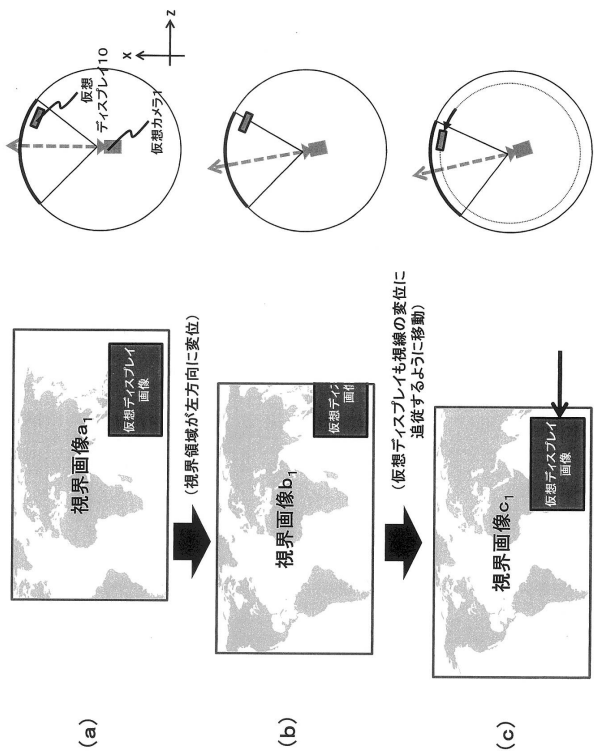 (a)
視界画像a1
仮想ディスプレイ
画像
仮想
ディスプレイ10
仮想カメラ1
x
z
(視界領域が左方向に変位)
(b)
視界画像b1
仮想ディス
画像
(仮想ディスプレイも視線の変位に
追従するように移動)
(c)
視界画像c1
仮想ディスプレイ
画像